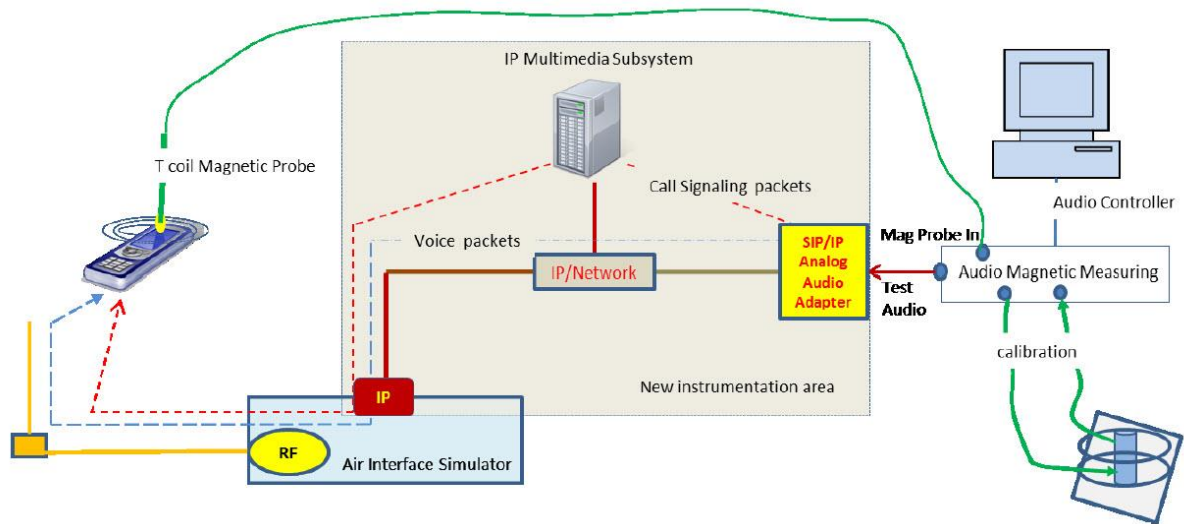 IP Multimedia Subsystem
T coil Magnetic Probe
Call Signaling packets
Audio Controller
Voice packets
SIP/IP
Analog
Audio
Adapter
Mag Probe In
IP/Network
Audio Magnetic Measuring
Test
Audio
calibration
New instrumentation area
IP
RF
Air Interface Simulator